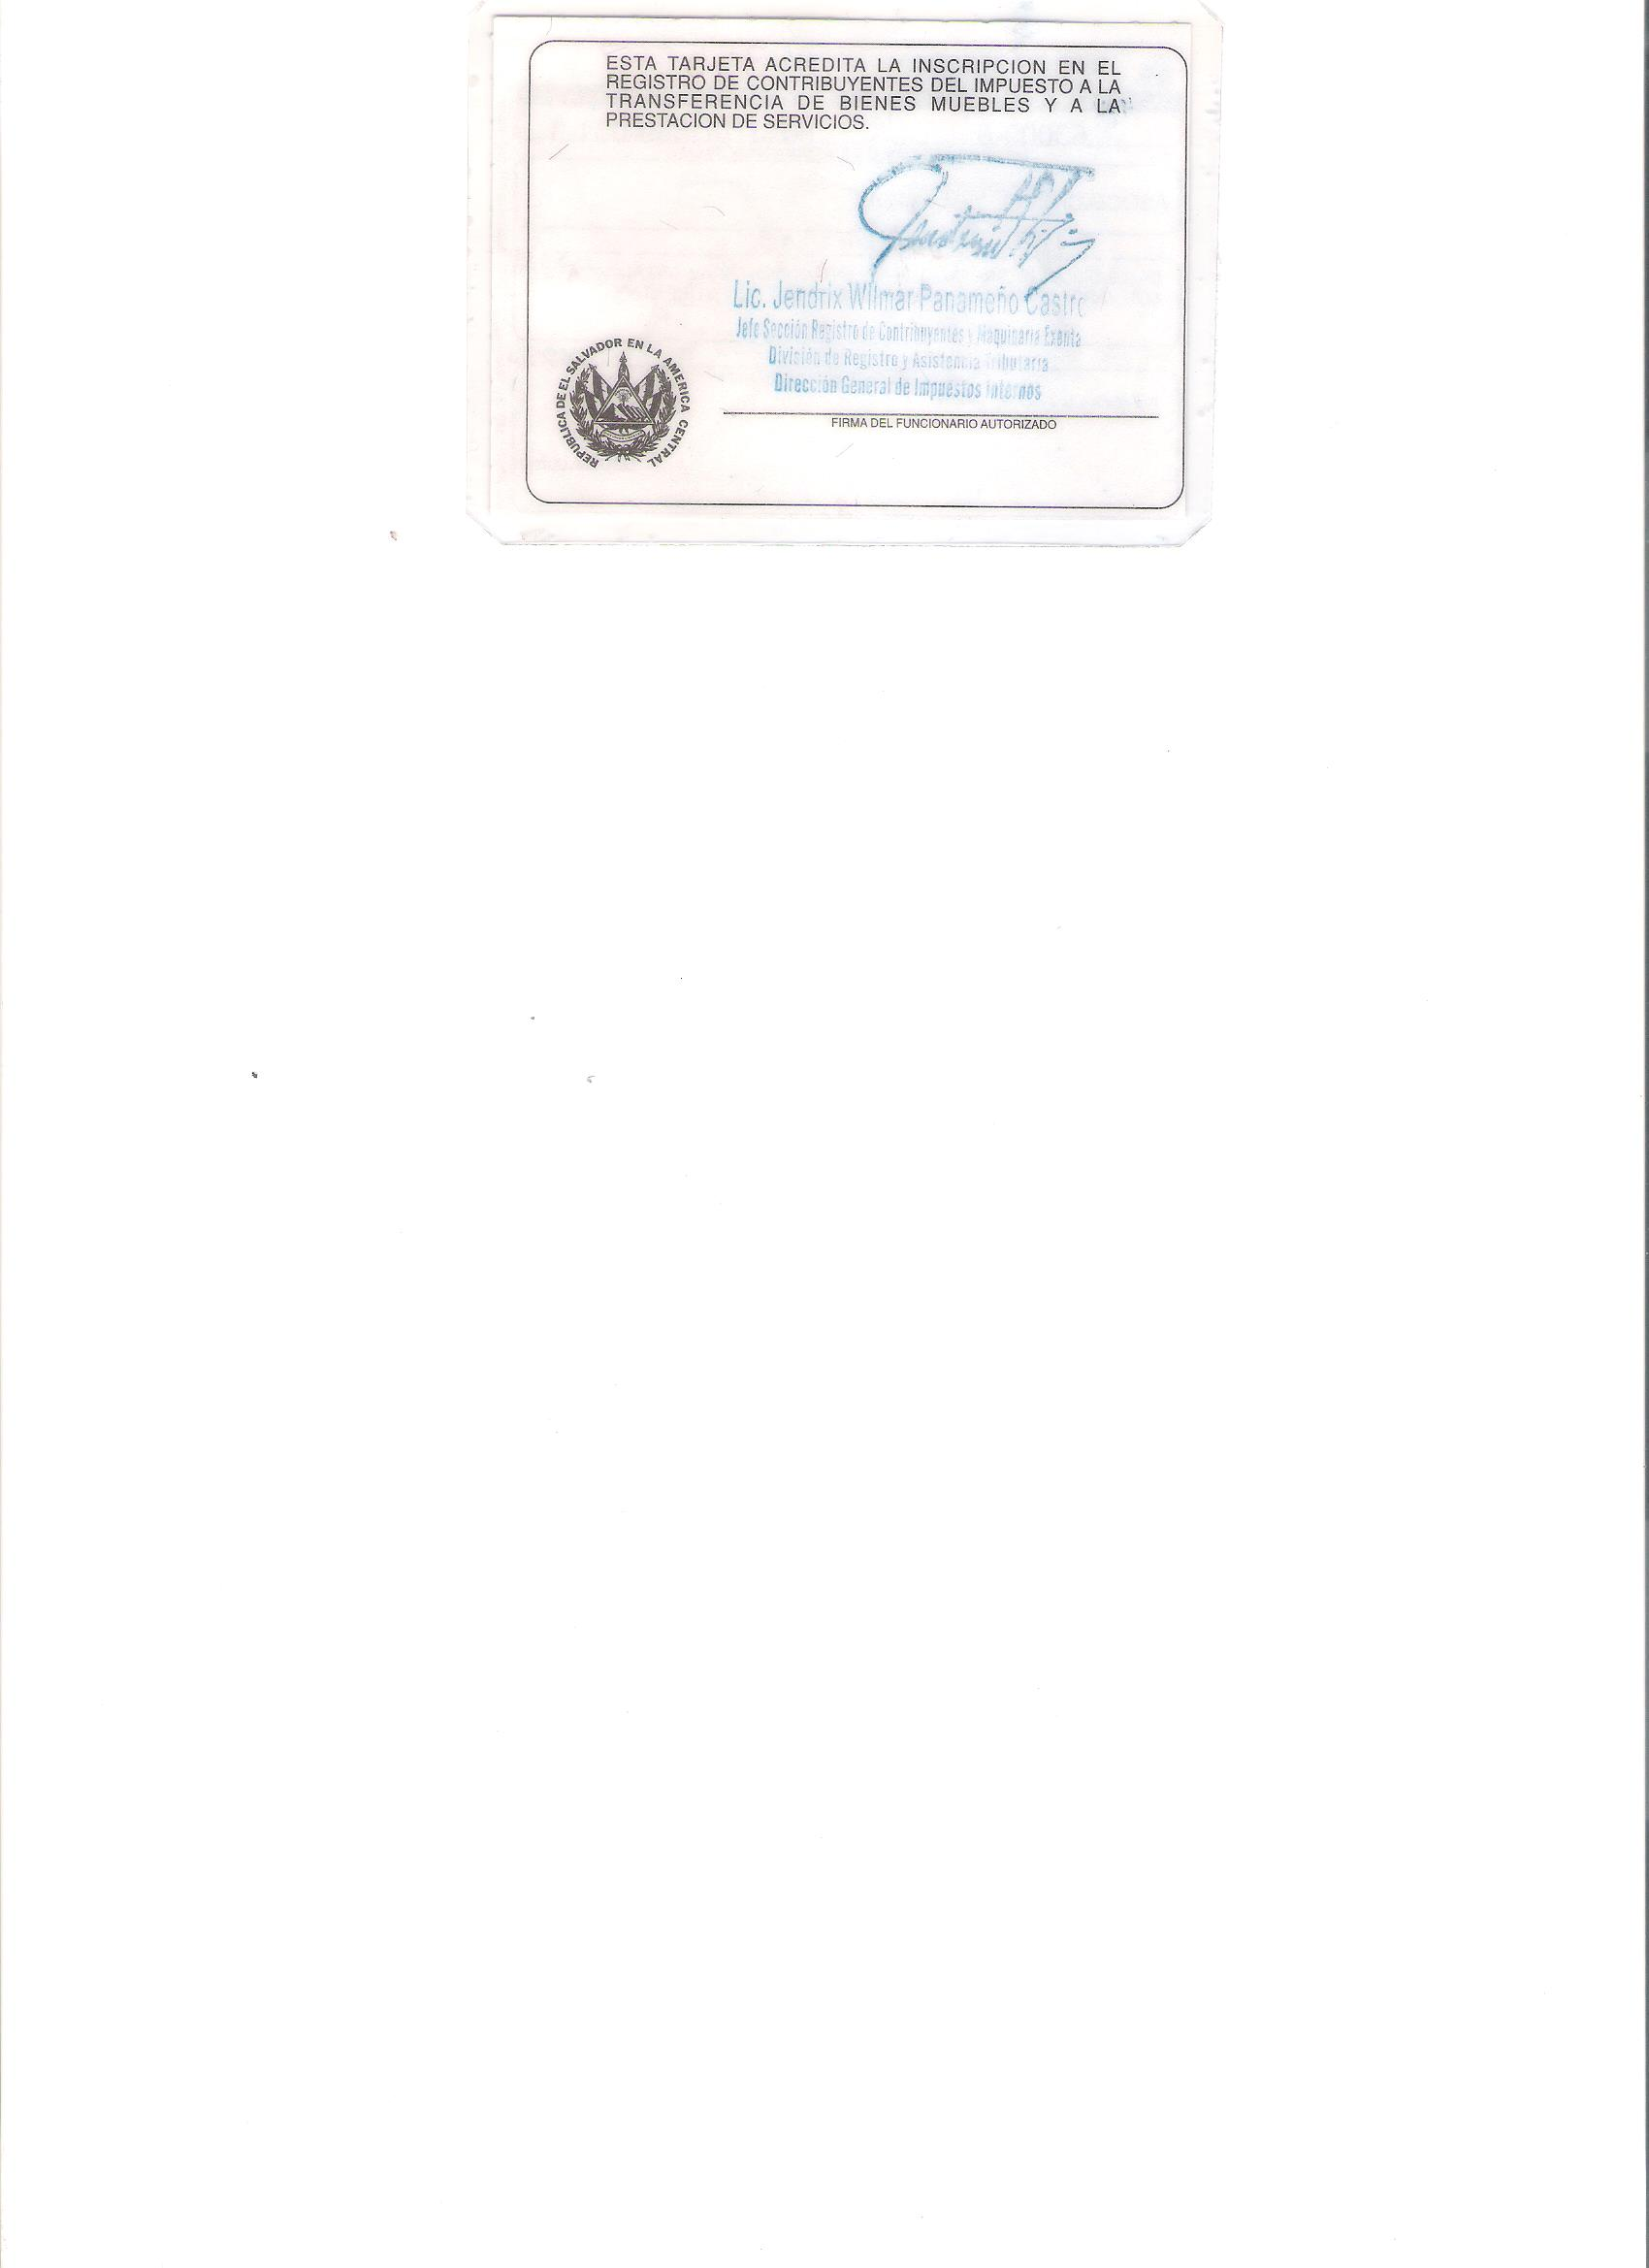 ESTA TARJETA ACREDITA LA INSCRIPCION EN EL
REGISTRO DE CONTRIBUYENTES DEL IMPUESTO A LA
TRANSFERENCIA DE BIENES MUEBLES Y A LA
PRESTACION DE SERVICIOS.
Lic. Jendrix Wilmar Panameño Castro
Jefe Sección Registro de Contribuyentes y Maquinaria Exenta
División de Registro y Asistencia Tributaria
Dirección General de Impuestos Internos
REPUBLICA DE EL SALVADOR EN LA AMERICA CENTRAL
FIRMA DEL FUNCIONARIO AUTORIZADO